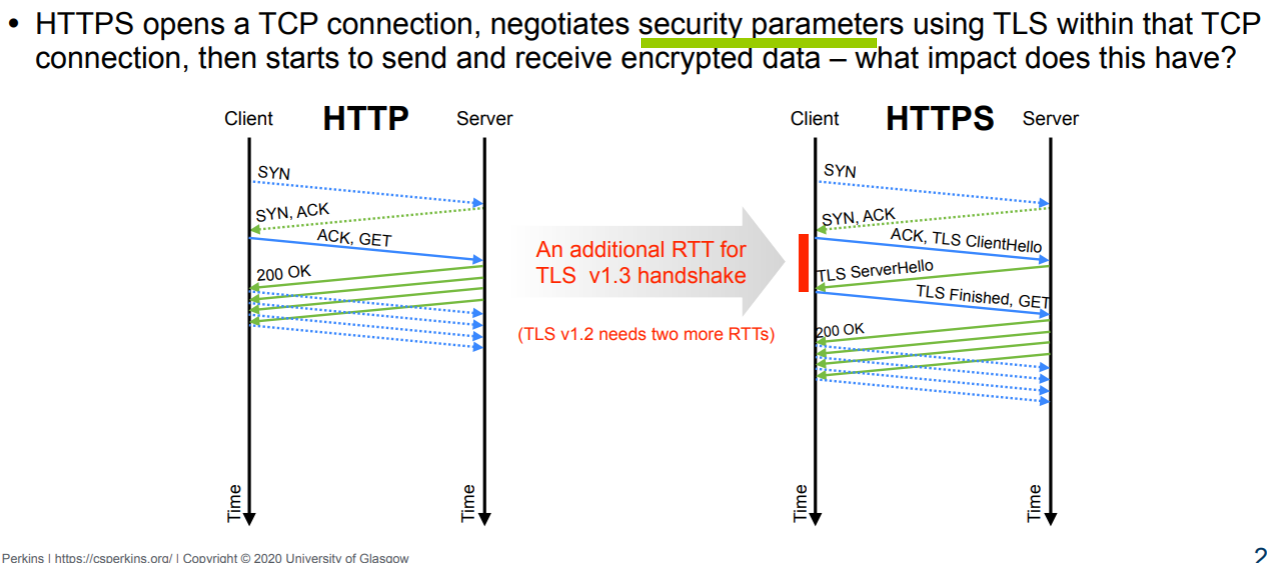 • HTTPS opens a TCP connection, negotiates security parameters using TLS within that TCP
connection, then starts to send and receive encrypted data – what impact does this have?
Client HTTP Server
SYN
SYN, ACK
ACK, GET
200 OK
Time
Time
An additional RTT for
TLS v1.3 handshake
(TLS v1.2 needs two more RTTs)
Client HTTPS Server
SYN
SYN, ACK
ACK, TLS ClientHello
TLS ServerHello
TLS Finished, GET
200 OK
Time
Time
Perkins | https://csperkins.org/ | Copyright © 2020 University of Glasgow
2